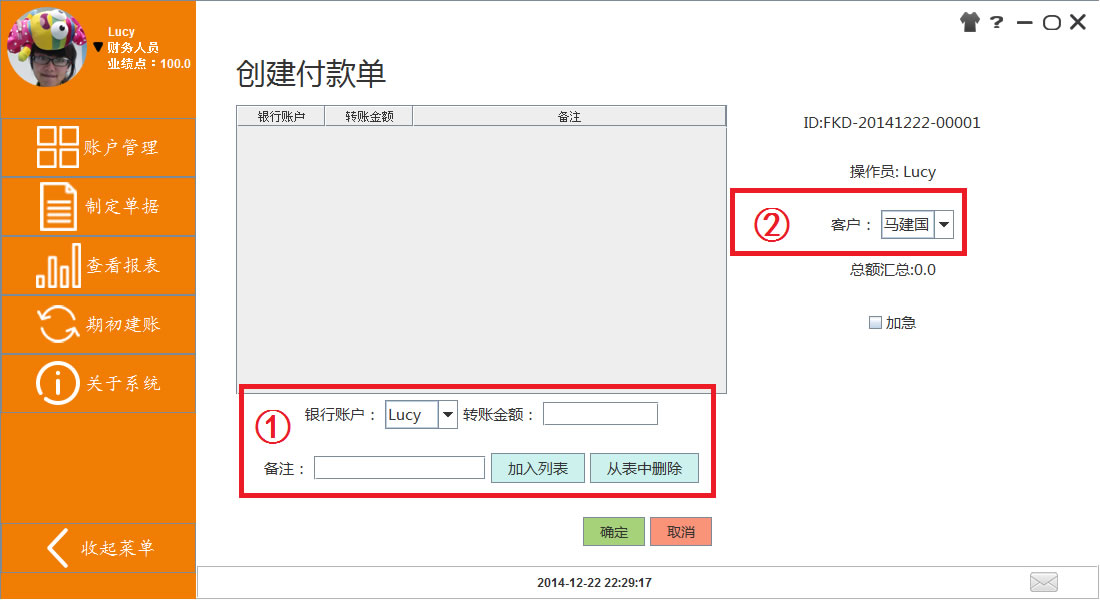 Lucy
财务人员
业绩点：100.0
账户管理
制定单据
查看报表
期初建账
关于系统
收起菜单
?
创建付款单
银行账户 转账金额 备注
ID:FKD-20141222-00001
操作员: Lucy
② 客户： 马建国
总额汇总:0.0
加急
① 银行账户： Lucy 转账金额：
备注： 加入列表 从表中删除
确定 取消
2014-12-22 22:29:17